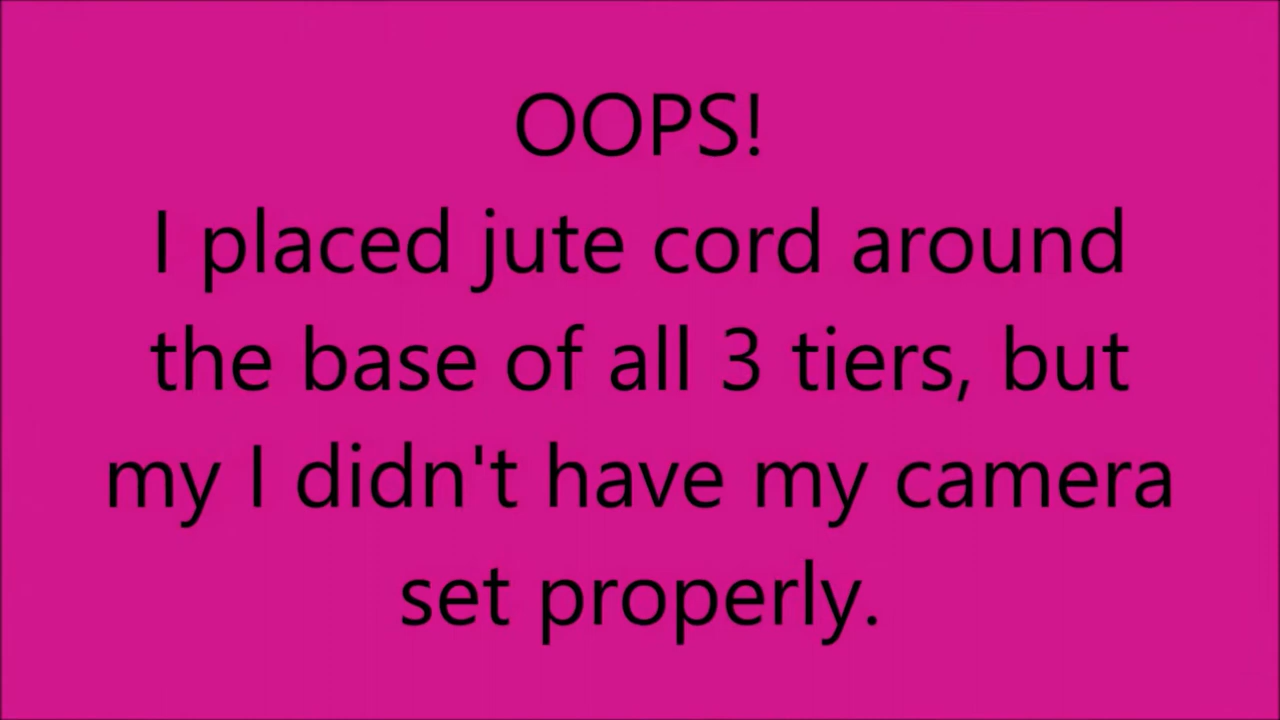 OOPS!
I placed jute cord around
the base of all 3 tiers, but
my I didn't have my camera
set properly.